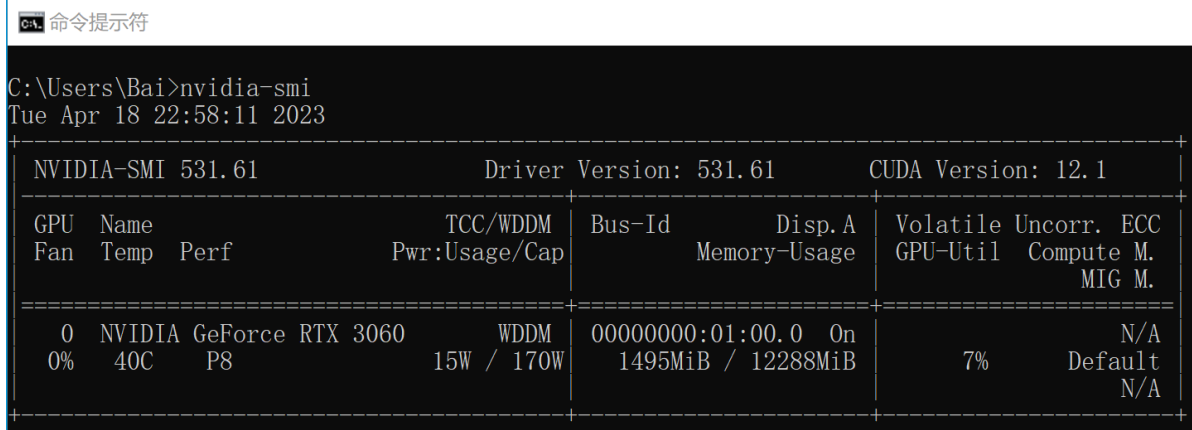 命令提示符
C:\Users\Bai>nvidia-smi
Tue Apr 18 22:58:11 2023
+---------------------------------------------------------------------------------------+
| NVIDIA-SMI 531.61                 Driver Version: 531.61       CUDA Version: 12.1     |
|-----------------------------------------+----------------------+----------------------+
| GPU  Name                     TCC/WDDM  | Bus-Id        Disp.A | Volatile Uncorr. ECC |
| Fan  Temp  Perf            Pwr:Usage/Cap|         Memory-Usage | GPU-Util  Compute M. |
|                                         |                      |               MIG M. |
|=========================================+======================+======================|
|   0  NVIDIA GeForce RTX 3060       WDDM | 00000000:01:00.0  On |                  N/A |
|  0%   40C    P8               15W / 170W|   1495MiB / 12288MiB |      7%      Default |
|                                         |                      |                  N/A |
+-----------------------------------------+----------------------+----------------------+